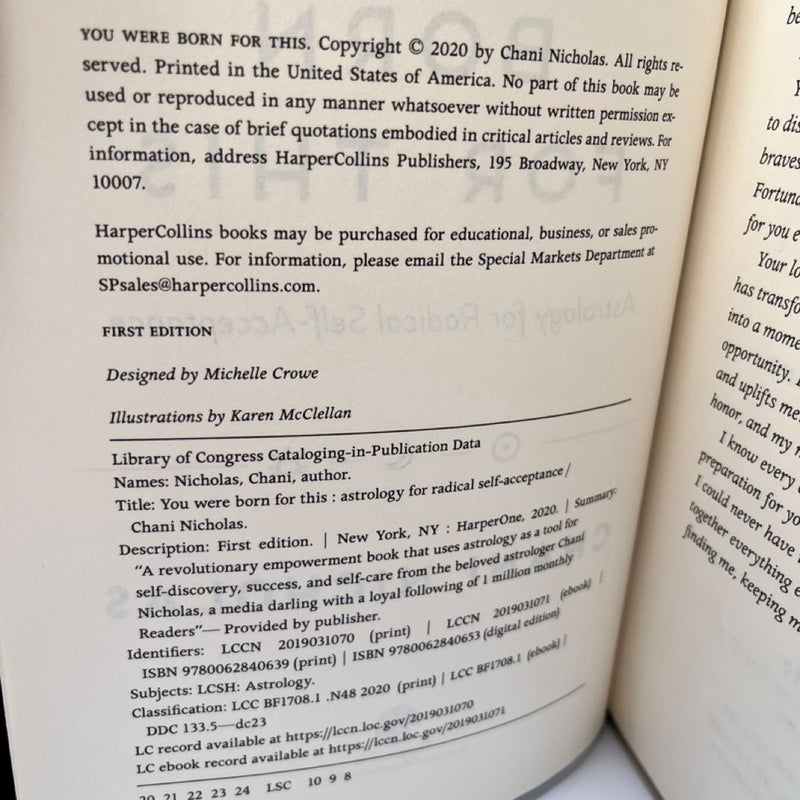 YOU WERE BORN FOR THIS. Copyright © 2020 by Chani Nicholas. All rights re-
served. Printed in the United States of America. No part of this book may be
used or reproduced in any manner whatsoever without written permission ex-
cept in the case of brief quotations embodied in critical articles and reviews. For
information, address HarperCollins Publishers, 195 Broadway, New York, NY
10007.
HarperCollins books may be purchased for educational, business, or sales pro-
motional use. For information, please email the Special Markets Department at
SPsales@harpercollins.com.
FIRST EDITION
Designed by Michelle Crowe
Illustrations by Karen McClellan
Library of Congress Cataloging-in-Publication Data
Names: Nicholas, Chani, author.
Title: You were born for this : astrology for radical self-acceptance /
Chani Nicholas.
Description: First edition. | New York, NY : HarperOne, 2020. | Summary:
“A revolutionary empowerment book that uses astrology as a tool for
self-discovery, success, and self-care from the beloved astrologer Chani
Nicholas, a media darling with a loyal following of 1 million monthly
Readers”— Provided by publisher.
Identifiers: LCCN 2019031070 (print) | LCCN 2019031071 (ebook) |
ISBN 9780062840639 (print) | ISBN 9780062840653 (digital edition)
Subjects: LCSH: Astrology.
Classification: LCC BF1708.1 .N48 2020 (print) | LCC BF1708.1 (ebook) |
DDC 133.5—dc23
LC record available at https://lccn.loc.gov/2019031070
LC ebook record available at https://lccn.loc.gov/2019031071
20 21 22 23 24 LSC 10 9 8
be
Y
to dis
braves
Fortuna
for you e
Your lo
has transfo
into a mome
opportunity.
and uplifts me
honor, and my
I know every
preparation for yo
I could never have
together everything
finding me, keeping